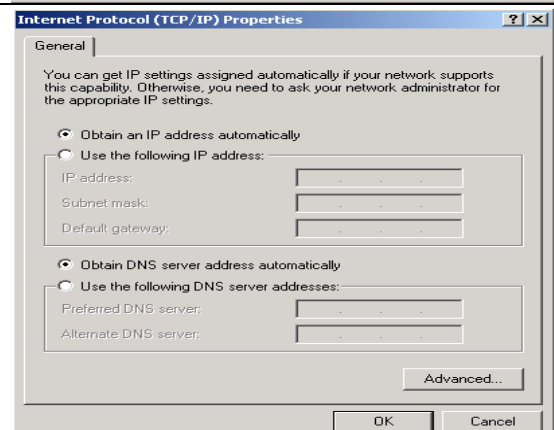 Internet Protocol (TCP/IP) Properties
General
You can get IP settings assigned automatically if your network supports
this capability. Otherwise, you need to ask your network administrator for
the appropriate IP settings.
Obtain an IP address automatically
Use the following IP address:
IP address:
Subnet mask:
Default gateway:
Obtain DNS server address automatically
Use the following DNS server addresses:
Preferred DNS server:
Alternate DNS server:
Advanced...
OK Cancel